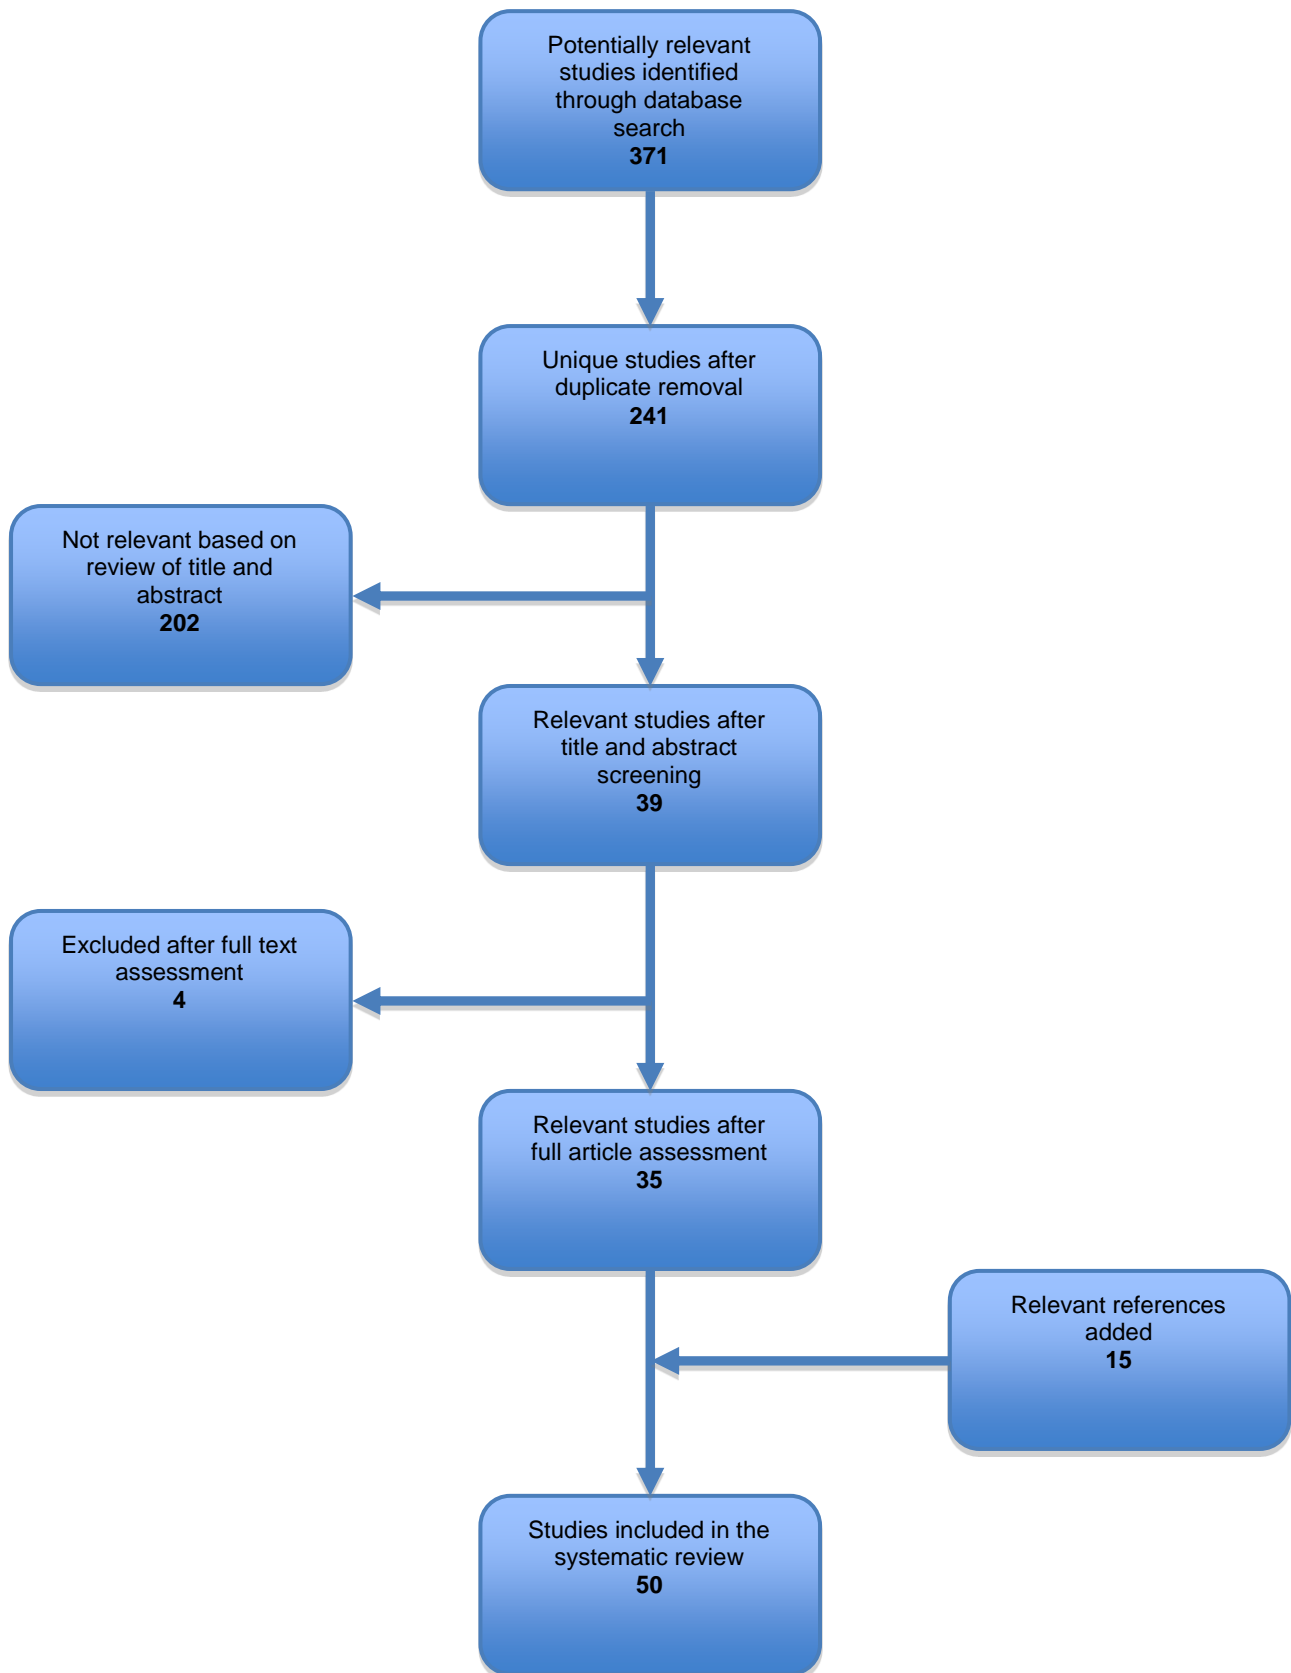 Potentially relevant
studies identified
through database
search
371
Unique studies after
duplicate removal
241
Not relevant based on
review of title and
abstract
202
Relevant studies after
title and abstract
screening
39
Excluded after full text
assessment
4
Relevant studies after
full article assessment
35
Relevant references
added
15
Studies included in the
systematic review
50